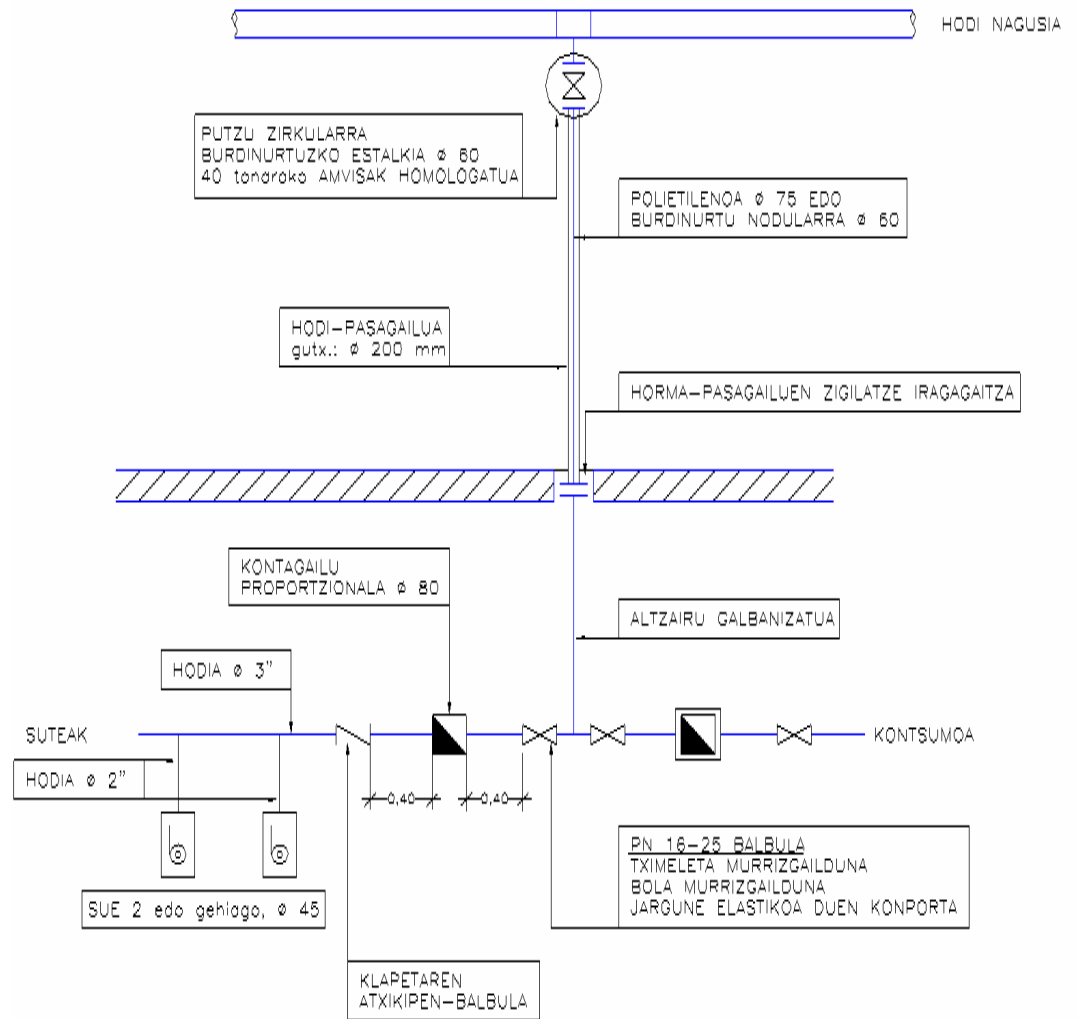 HODI NAGUSIA
PUTZU ZIRKULARRA
BURDINURTUZKO ESTALKIA ø 60
40 tonaroko AMVISAK HOMOLOGATUA
POLIETILENOA ø 75 EDO
BURDINURTU NODULARRA ø 60
HODI-PASAGAILUA
gutx.: ø 200 mm
HORMA-PASAGAILUEN ZIGILATZE IRAGAGAITZA
KONTAGAILU
PROPORTZIONALA ø 80
ALTZAIRU GALBANIZATUA
HODIA ø 3"
SUTEAK
KONTSUMOA
HODIA ø 2"
0,40
0,40
SUE 2 edo gehiago, ø 45
PN 16-25 BALBULA
TXIMELETA MURRIZGAILDUNA
BOLA MURRIZGAILDUNA
JARGUNE ELASTIKOA DUEN KONPORTA
KLAPETAREN
ATXIKIPEN-BALBULA